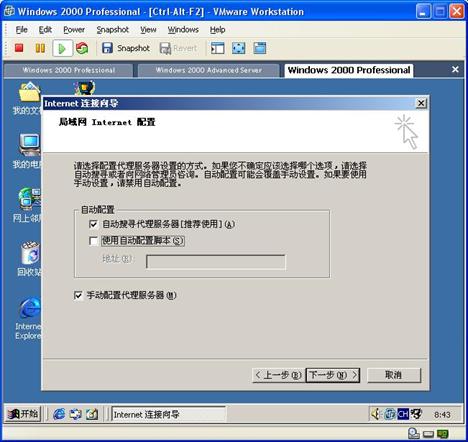 Windows 2000 Professional - [Ctrl-Alt-F2] - VMware Workstation
File Edit Power Snapshot View Windows Help
Snapshot Revert
Windows 2000 Professional Windows 2000 Advanced Server Windows 2000 Professional
我的文档
我的电脑
网上邻居
回收站
Internet
Explorer
Internet 连接向导
局域网 Internet 配置
请选择配置代理服务器设置的方式。如果您不确定应该选择哪个选项，请选择
自动搜寻或者向网络管理员咨询。自动配置可能会覆盖手动设置。如果要使用
手动设置，请禁用自动配置。
自动配置
自动搜寻代理服务器[推荐使用](A)
使用自动配置脚本(S)
地址(R):
手动配置代理服务器(M)
< 上一步(B) 下一步(N) > 取消
开始 Internet 连接向导 CH 8:43